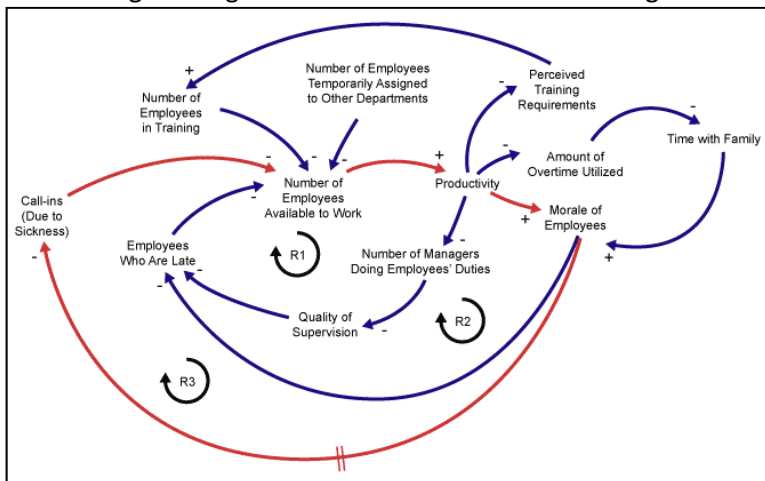 +
Number of
Employees
in Training
Number of Employees
Temporarily Assigned
to Other Departments
-
Perceived
Training
Requirements
-
Time with Family
-
Amount of
Overtime Utilized
-
-
-
+
Number of
Employees
Available to Work
-
Productivity
Call-ins
(Due to
Sickness)
-
+
Morale of
Employees
+
Employees
Who Are Late
-
-
R1
-
Number of Managers
Doing Employees' Duties
Quality of
Supervision
-
R2
R3